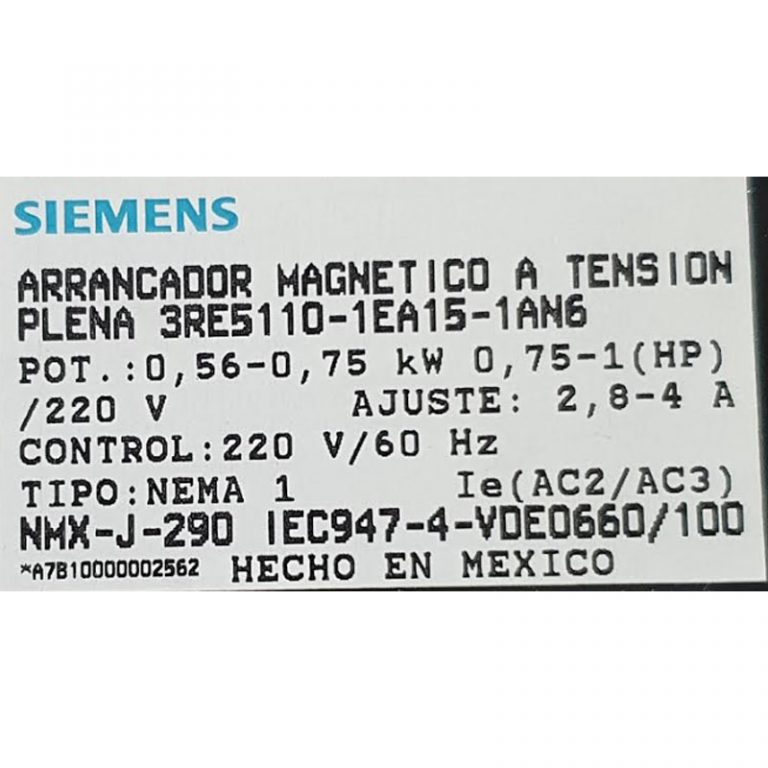 SIEMENS
ARRANCADOR MAGNETICO A TENSION
PLENA 3RE5110-1EA15-1AN6
POT.:0,56-0,75 kW 0,75-1(HP)
/220 V AJUSTE: 2,8-4 A
CONTROL:220 V/60 Hz
TIPO:NEMA 1 Ie(AC2/AC3)
NMX-J-290 IEC947-4-VDE0660/100
*A7B10000002562 HECHO EN MEXICO